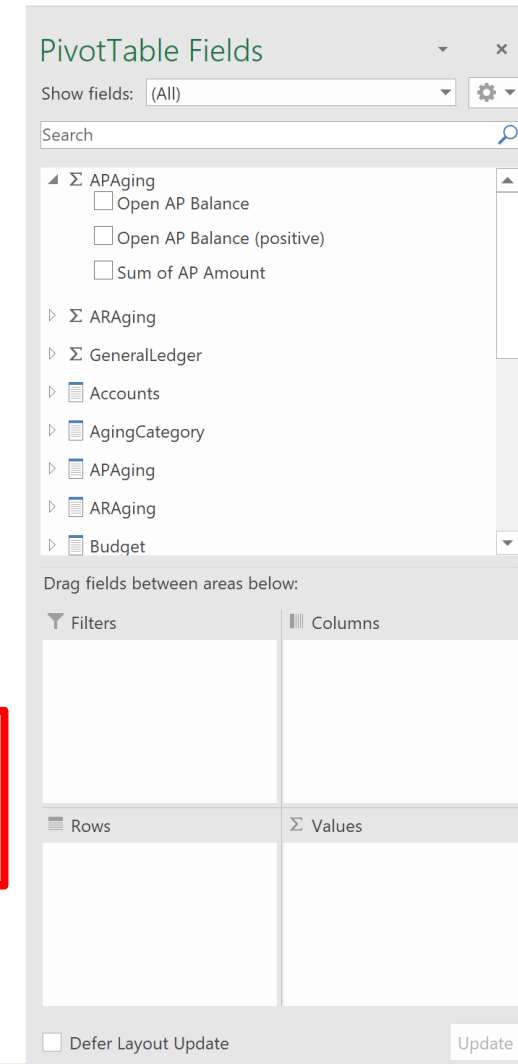 PivotTable Fields
Show fields: (All)
Search
Σ APAging
Open AP Balance
Open AP Balance (positive)
Sum of AP Amount
Σ ARAging
Σ GeneralLedger
Accounts
AgingCategory
APAging
ARAging
Budget
Drag fields between areas below:
Filters
Columns
Rows
Σ Values
Defer Layout Update
Update